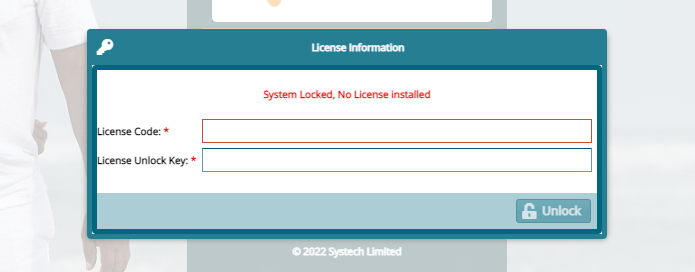 License Information
System Locked, No License installed
License Code: *
License Unlock Key: *
Unlock
© 2022 Systech Limited